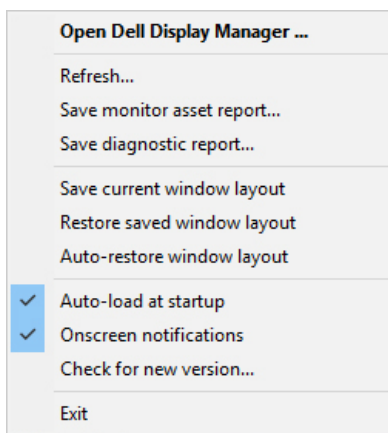 Open Dell Display Manager ...
Refresh...
Save monitor asset report...
Save diagnostic report...
Save current window layout
Restore saved window layout
Auto-restore window layout
Auto-load at startup
Onscreen notifications
Check for new version...
Exit